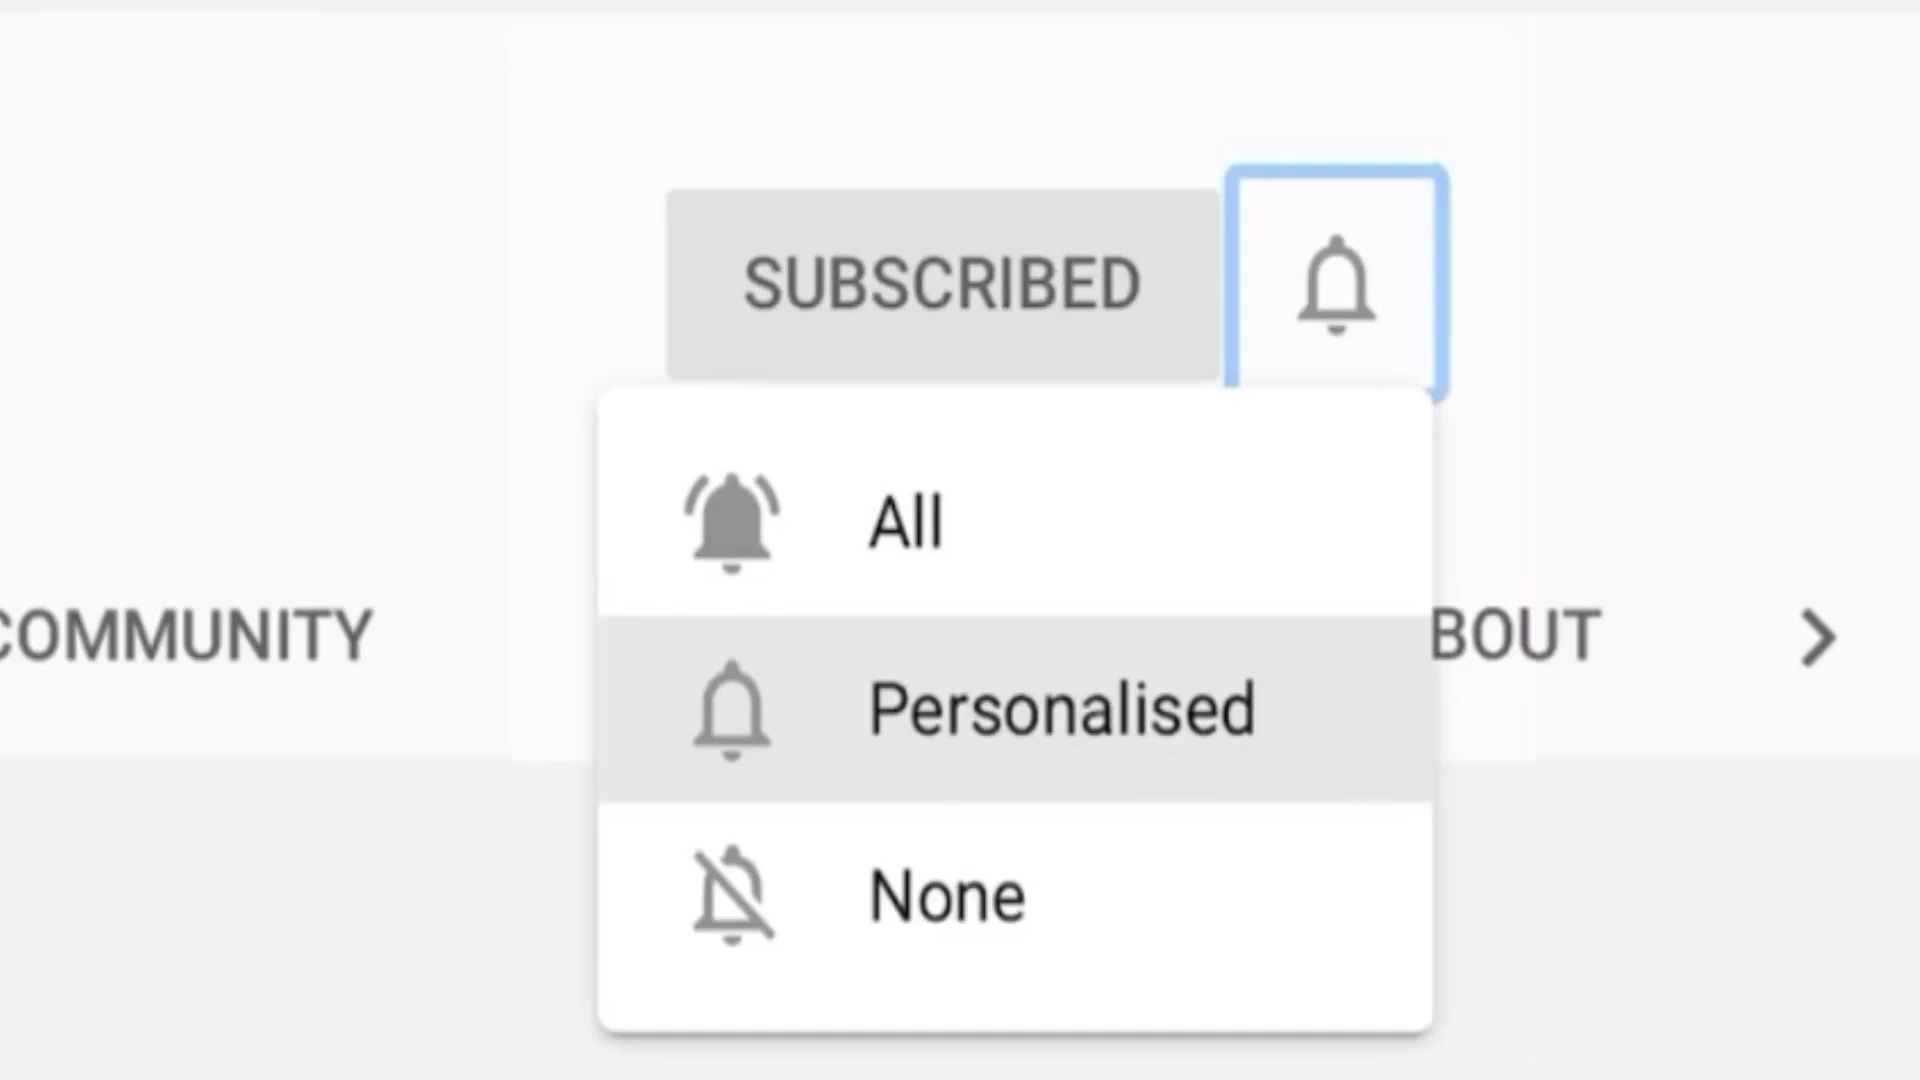 SUBSCRIBED
All
COMMUNITY
BOUT
Personalised
None